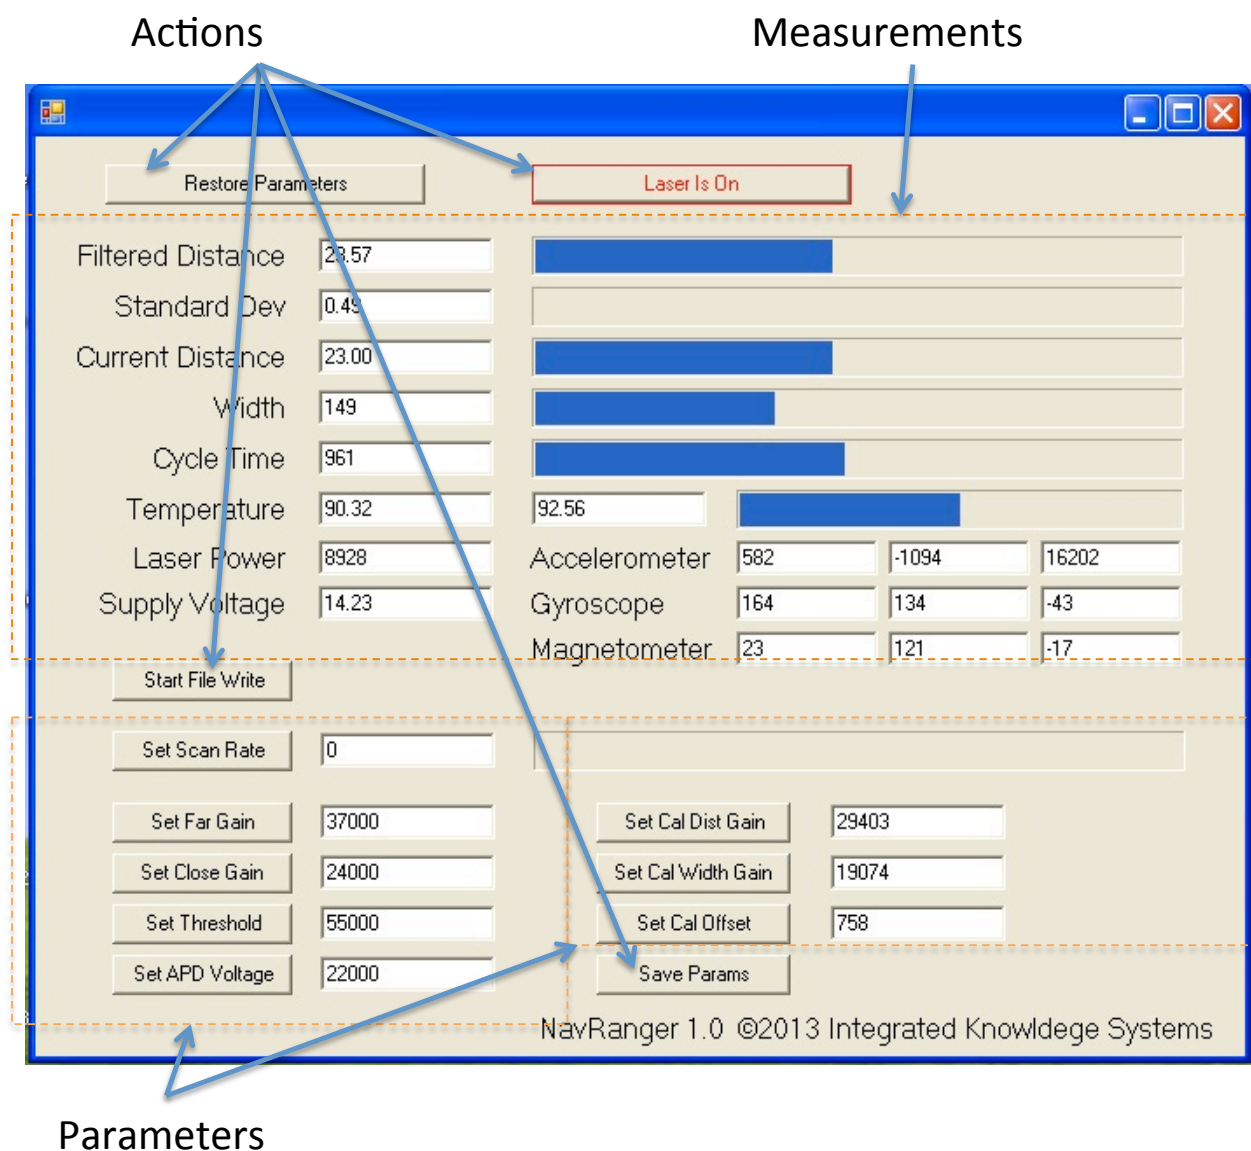 Actions Measurements
Restore Parameters Laser Is On
Filtered Distance 23.57
Standard Dev 0.49
Current Distance 23.00
Width 149
Cycle Time 961
Temperature 90.32 92.56
Laser Power 8928 Accelerometer 582 -1094 16202
Supply Voltage 14.23 Gyroscope 164 134 -43
Magnetometer 23 121 -17
Start File Write
Set Scan Rate 0
Set Far Gain 37000 Set Cal Dist Gain 29403
Set Close Gain 24000 Set Cal Width Gain 19074
Set Threshold 55000 Set Cal Offset 758
Set APD Voltage 22000 Save Params
NavRanger 1.0 ©2013 Integrated Knowldege Systems
Parameters